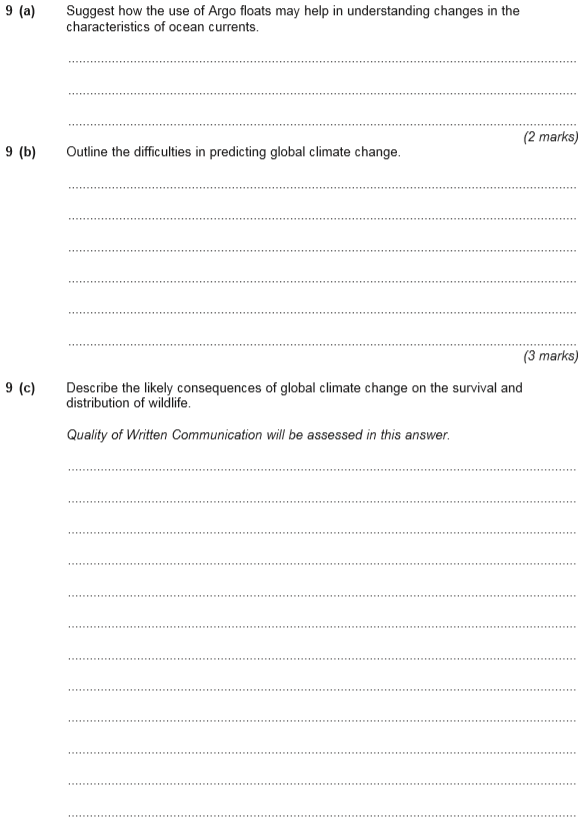 9 (a) Suggest how the use of Argo floats may help in understanding changes in the
characteristics of ocean currents.
(2 marks)
9 (b) Outline the difficulties in predicting global climate change.
(3 marks)
9 (c) Describe the likely consequences of global climate change on the survival and
distribution of wildlife.
Quality of Written Communication will be assessed in this answer.